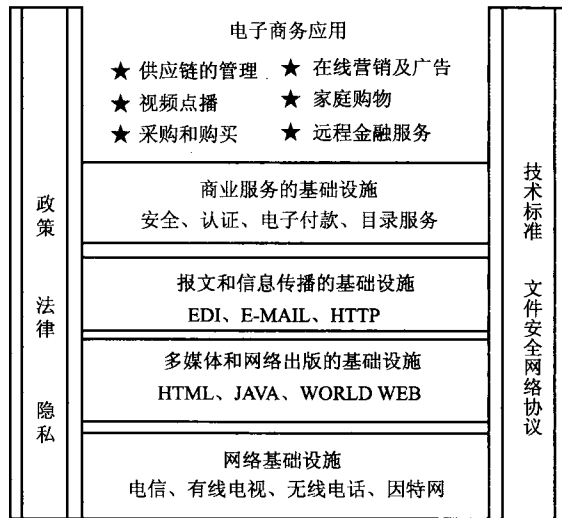 电子商务应用
★ 供应链的管理 ★ 在线营销及广告
★ 视频点播 ★ 家庭购物
★ 采购和购买 ★ 远程金融服务
商业服务的基础设施
安全、认证、电子付款、目录服务
报文和信息传播的基础设施
EDI、E-MAIL、HTTP
多媒体和网络出版的基础设施
HTML、JAVA、WORLD WEB
网络基础设施
电信、有线电视、无线电话、因特网
政策
法律
隐私
技术标准
文件安全网络协议